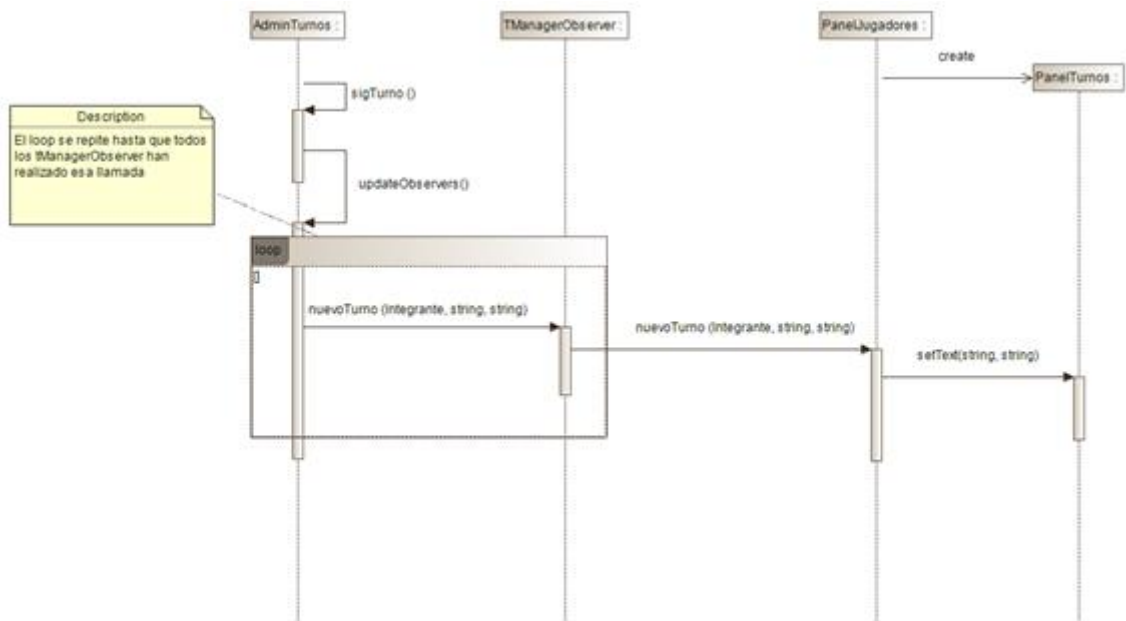 AdminTurnos :
TManagerObserver :
PanelJugadores :
create
PanelTurnos :
sigTurno ()
Description
El loop se repite hasta que todos
los tManagerObserver han
realizado esa llamada
updateObservers()
loop
[]
nuevoTurno (Integrante, string, string)
nuevoTurno (Integrante, string, string)
setText(string, string)